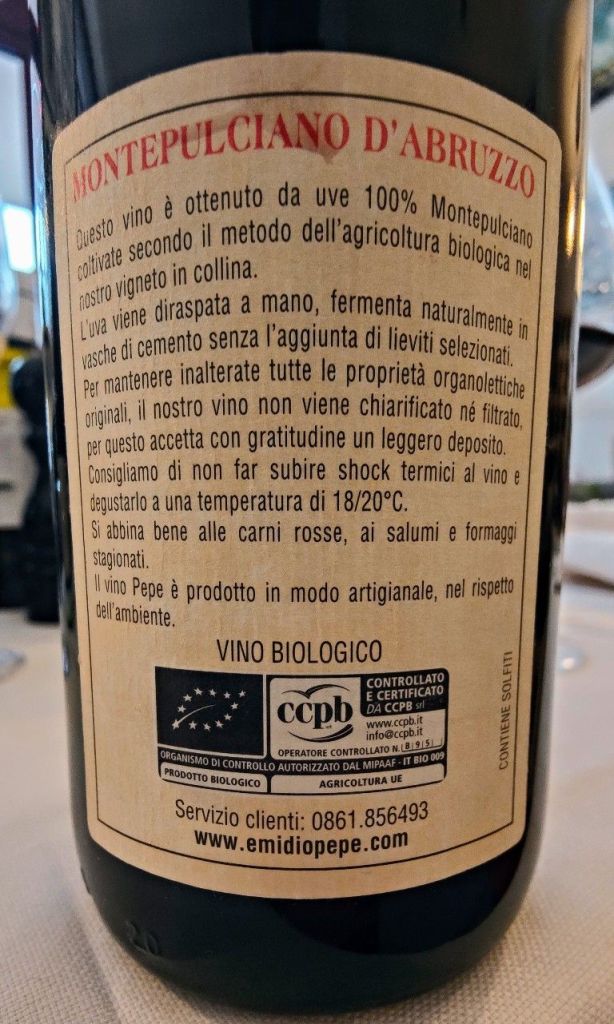 MONTEPULCIANO D'ABRUZZO
Questo vino è ottenuto da uve 100% Montepulciano
coltivate secondo il metodo dell'agricoltura biologica nel
nostro vigneto in collina.
L'uva viene diraspata a mano, fermenta naturalmente in
vasche di cemento senza l'aggiunta di lieviti selezionati.
Per mantenere inalterate tutte le proprietà organolettiche
originali, il nostro vino non viene chiarificato né filtrato,
per questo accetta con gratitudine un leggero deposito.
Consigliamo di non far subire shock termici al vino e
degustarlo a una temperatura di 18/20°C.
Si abbina bene alle carni rosse, ai salumi e formaggi
stagionati.
Il vino Pepe è prodotto in modo artigianale, nel rispetto
dell'ambiente.
VINO BIOLOGICO
ccpb
CONTROLLATO
E CERTIFICATO
DA CCPB srl
www.ccpb.it
info@ccpb.it
OPERATORE CONTROLLATO N. B95
ORGANISMO DI CONTROLLO AUTORIZZATO DAL MIPAAF - IT BIO 009
PRODOTTO BIOLOGICO
AGRICOLTURA UE
CONTIENE SOLFITI
Servizio clienti: 0861.856493
www.emidiopepe.com